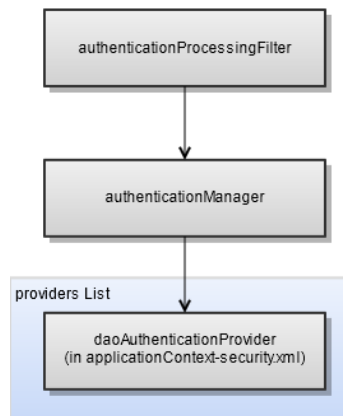 authenticationProcessingFilter
authenticationManager
providers List
daoAuthenticationProvider
(in applicationContext-security.xml)